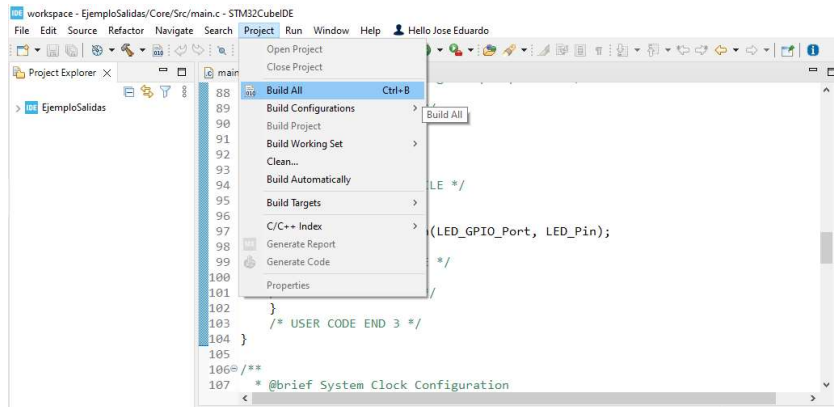 workspace - EjemploSalidas/Core/Src/main.c - STM32CubeIDE
File Edit Source Refactor Navigate Search Project Run Window Help Hello Jose Eduardo
Project Explorer
main
EjemploSalidas
Open Project
Close Project
Build All Ctrl+B
Build Configurations
Build All
Build Project
Build Working Set
Clean...
Build Automatically
Build Targets
C/C++ Index
Generate Report
Generate Code
Properties
88
89 /
90
91
92
93
94 LE */
95
96
97 (LED_GPIO_Port, LED_Pin);
98
99 */
100
101 /
102 }
103 /* USER CODE END 3 */
104 }
105
106 /**
107 * @brief System Clock Configuration